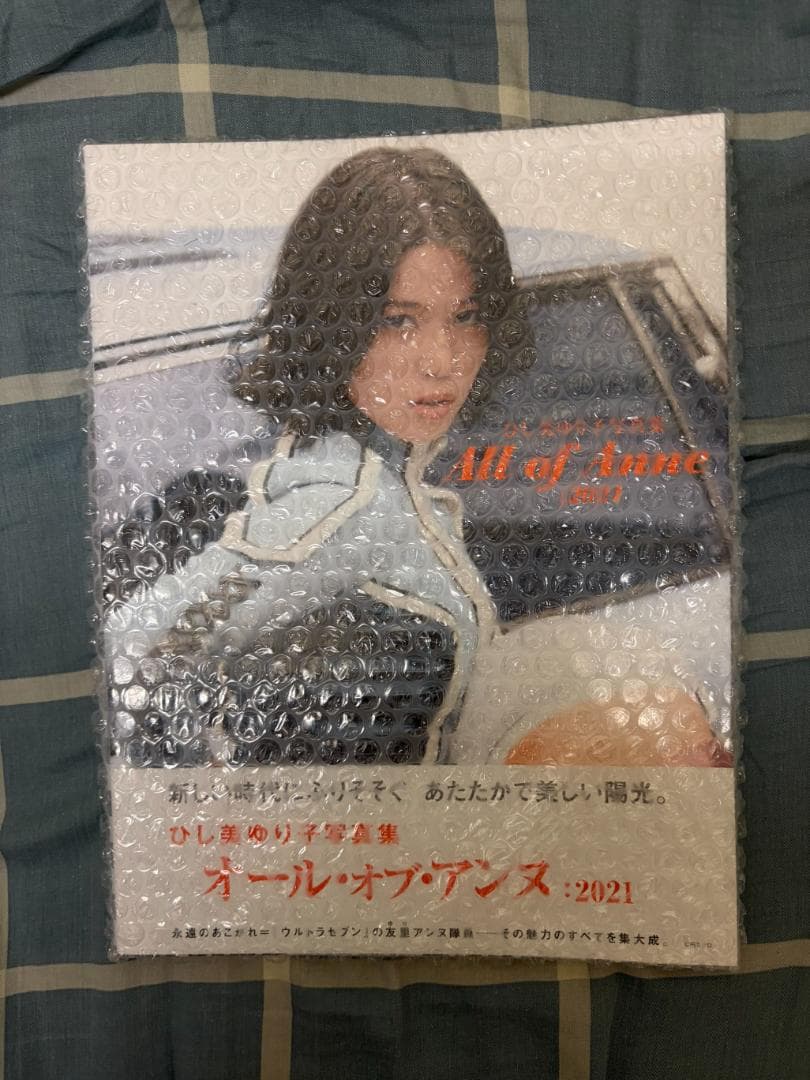 ひし美ゆり子写真集
All of Anne
:2021
新しい時代にふりそそぐ あたたかで美しい陽光。
ひし美ゆり子写真集
オール・オブ・アンヌ:2021
永遠のあこがれ=『ウルトラセブン』の友里アンヌ隊員――その魅力のすべてを集大成。